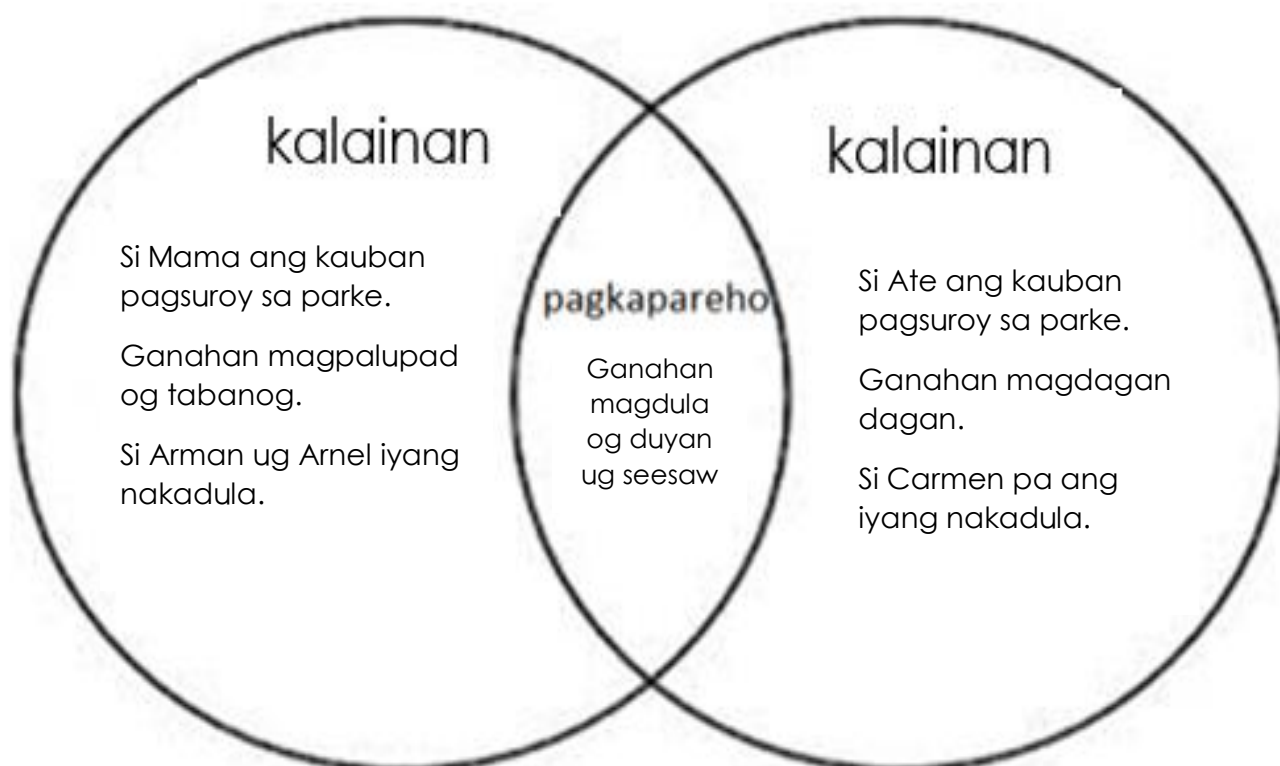 kalainan
Si Mama ang kauban
pagsuroy sa parke.
Ganahan magpalupad
og tabanog.
Si Arman ug Arnel iyang
nakadula.
pagkapareho
Ganahan
magdula
og duyan
ug seesaw
kalainan
Si Ate ang kauban
pagsuroy sa parke.
Ganahan magdagan
dagan.
Si Carmen pa ang
iyang nakadula.